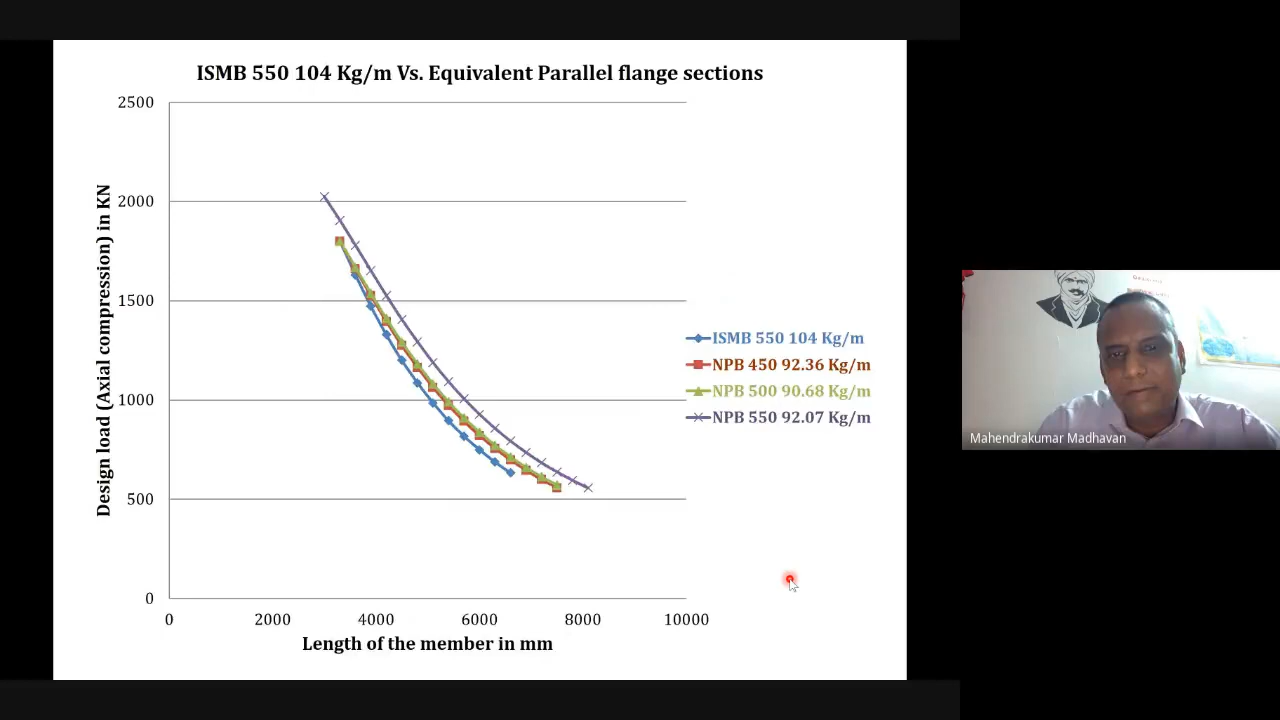 ISMB 550 104 Kg/m Vs. Equivalent Parallel flange sections
Design load (Axial compression) in KN
2500
2000
1500
1000
500
0
0 2000 4000 6000 8000 10000
Length of the member in mm
ISMB 550 104 Kg/m
NPB 450 92.36 Kg/m
NPB 500 90.68 Kg/m
NPB 550 92.07 Kg/m
Mahendrakumar Madhavan